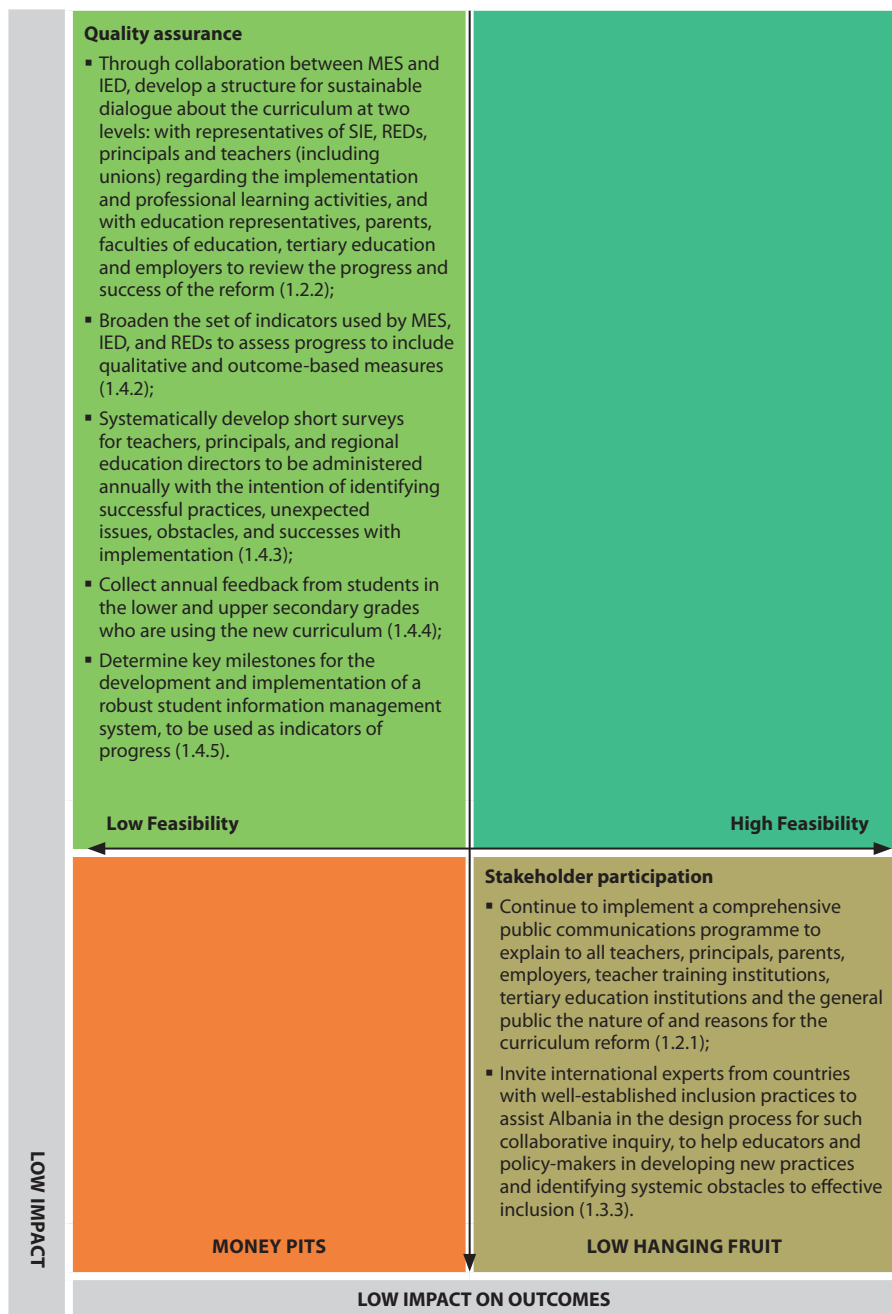 Quality assurance
▪ Through collaboration between MES and
IED, develop a structure for sustainable
dialogue about the curriculum at two
levels: with representatives of SIE, REDs,
principals and teachers (including
unions) regarding the implementation
and professional learning activities, and
with education representatives, parents,
faculties of education, tertiary education
and employers to review the progress and
success of the reform (1.2.2);
▪ Broaden the set of indicators used by MES,
IED, and REDs to assess progress to include
qualitative and outcome-based measures
(1.4.2);
▪ Systematically develop short surveys
for teachers, principals, and regional
education directors to be administered
annually with the intention of identifying
successful practices, unexpected
issues, obstacles, and successes with
implementation (1.4.3);
▪ Collect annual feedback from students in
the lower and upper secondary grades
who are using the new curriculum (1.4.4);
▪ Determine key milestones for the
development and implementation of a
robust student information management
system, to be used as indicators of
progress (1.4.5).
Low Feasibility
High Feasibility
Stakeholder participation
▪ Continue to implement a comprehensive
public communications programme to
explain to all teachers, principals, parents,
employers, teacher training institutions,
tertiary education institutions and the general
public the nature of and reasons for the
curriculum reform (1.2.1);
▪ Invite international experts from countries
with well-established inclusion practices to
assist Albania in the design process for such
collaborative inquiry, to help educators and
policy-makers in developing new practices
and identifying systemic obstacles to effective
inclusion (1.3.3).
LOW IMPACT
MONEY PITS
LOW HANGING FRUIT
LOW IMPACT ON OUTCOMES